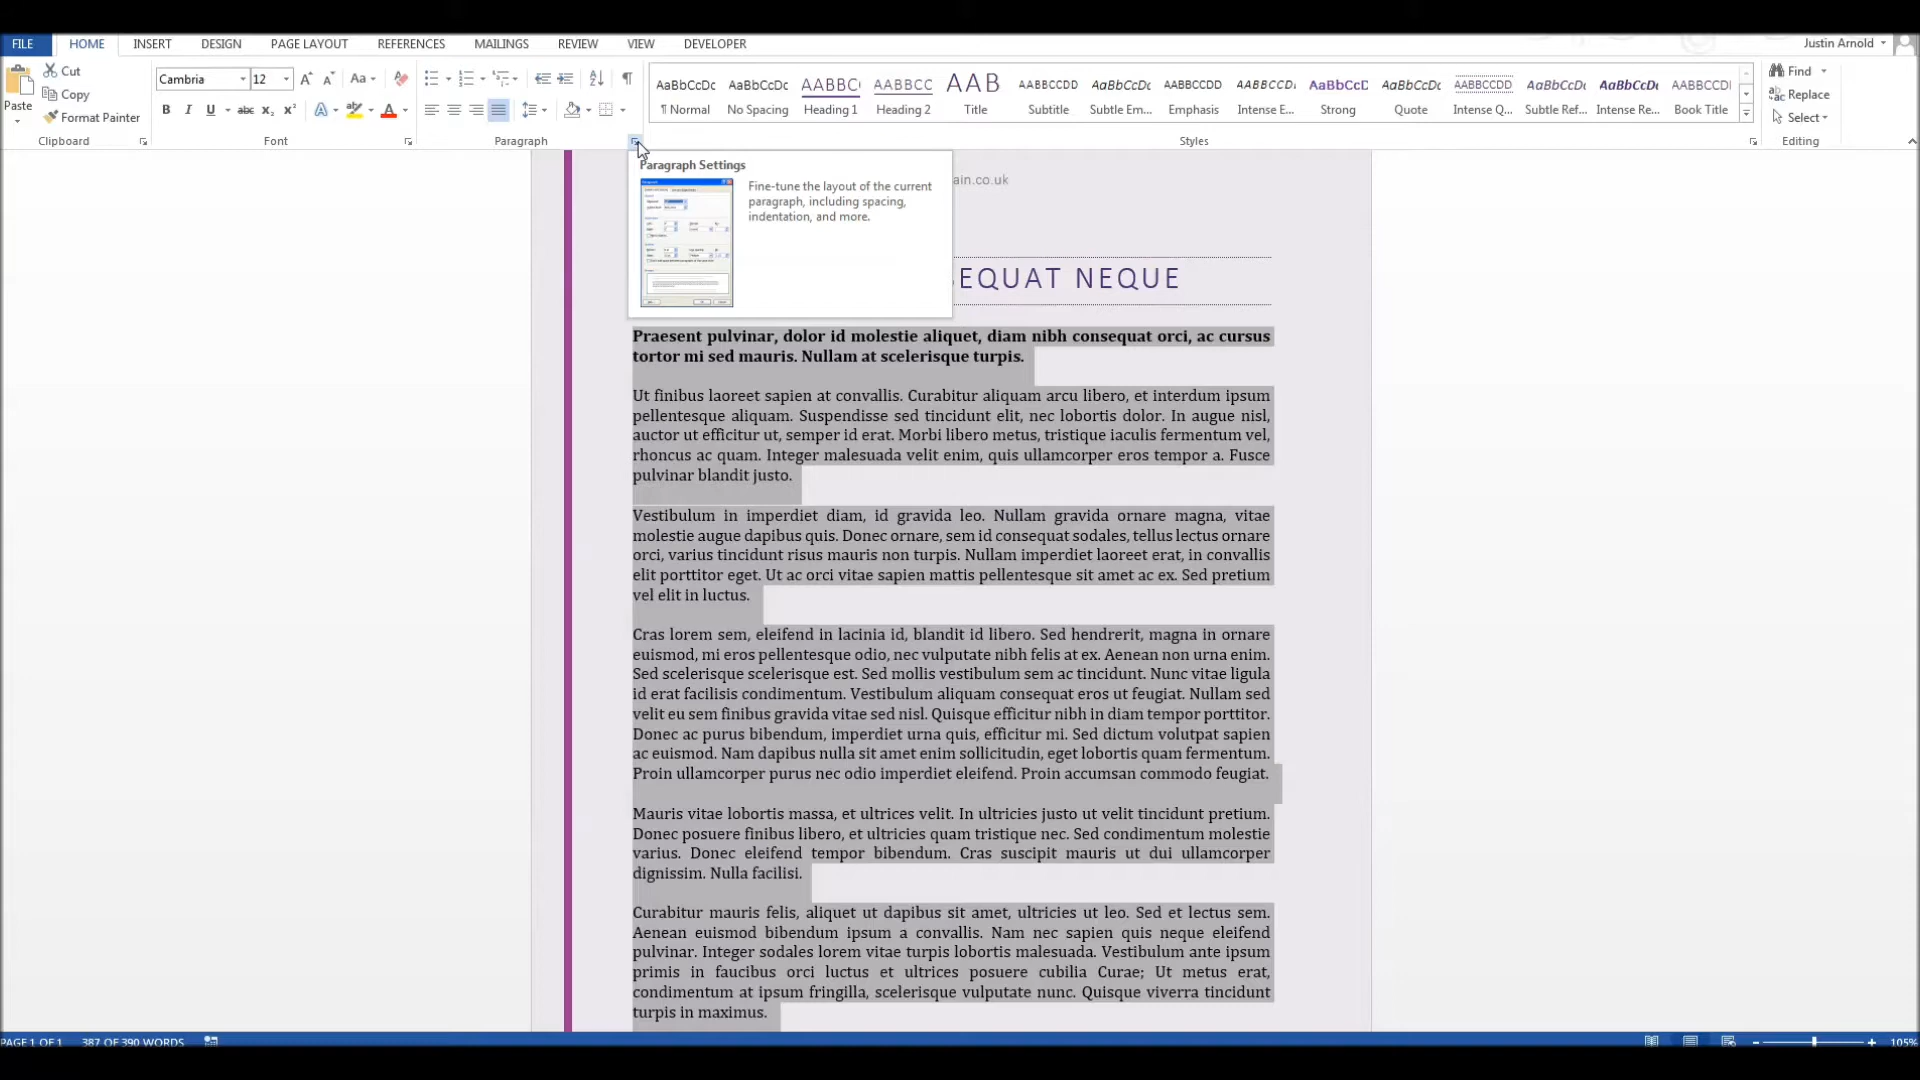 FILE HOME INSERT DESIGN PAGE LAYOUT REFERENCES MAILINGS REVIEW VIEW DEVELOPER Justin Arnold
Paste
Cut
Copy
Format Painter
Clipboard
Cambria 12
Font
Paragraph
AaBbCcDc AaBbCcDc AABBC AABBCC AAB AABBCCDD AaBbCcDc AABBCCDD AABBCCD AaBbCcD AaBbCcDc AABBCCDD AaBbCcDc AaBbCcDc AABBCCDD
¶ Normal No Spacing Heading 1 Heading 2 Title Subtitle Subtle Em... Emphasis Intense E... Strong Quote Intense Q... Subtle Ref... Intense Re... Book Title
Styles
Find
Replace
Select
Editing
Paragraph Settings
Fine-tune the layout of the current
paragraph, including spacing,
indentation, and more.
ain.co.uk
EQUAT NEQUE
Praesent pulvinar, dolor id molestie aliquet, diam nibh consequat orci, ac cursus
tortor mi sed mauris. Nullam at scelerisque turpis.
Ut finibus laoreet sapien at convallis. Curabitur aliquam arcu libero, et interdum ipsum
pellentesque aliquam. Suspendisse sed tincidunt elit, nec lobortis dolor. In augue nisl,
auctor ut efficitur ut, semper id erat. Morbi libero metus, tristique iaculis fermentum vel,
rhoncus ac quam. Integer malesuada velit enim, quis ullamcorper eros tempor a. Fusce
pulvinar blandit justo.
Vestibulum in imperdiet diam, id gravida leo. Nullam gravida ornare magna, vitae
molestie augue dapibus quis. Donec ornare, sem id consequat sodales, tellus lectus ornare
orci, varius tincidunt risus mauris non turpis. Nullam imperdiet laoreet erat, in convallis
elit porttitor eget. Ut ac orci vitae sapien mattis pellentesque sit amet ac ex. Sed pretium
vel elit in luctus.
Cras lorem sem, eleifend in lacinia id, blandit id libero. Sed hendrerit, magna in ornare
euismod, mi eros pellentesque odio, nec vulputate nibh felis at ex. Aenean non urna enim.
Sed scelerisque scelerisque est. Sed mollis vestibulum sem ac tincidunt. Nunc vitae ligula
id erat facilisis condimentum. Vestibulum aliquam consequat eros ut feugiat. Nullam sed
velit eu sem finibus gravida vitae sed nisl. Quisque efficitur nibh in diam tempor porttitor.
Donec ac purus bibendum, imperdiet urna quis, efficitur mi. Sed dictum volutpat sapien
ac euismod. Nam dapibus nulla sit amet enim sollicitudin, eget lobortis quam fermentum.
Proin ullamcorper purus nec odio imperdiet eleifend. Proin accumsan commodo feugiat.
Mauris vitae lobortis massa, et ultrices velit. In ultricies justo ut velit tincidunt pretium.
Donec posuere finibus libero, et ultricies quam tristique nec. Sed condimentum molestie
varius. Donec eleifend tempor bibendum. Cras suscipit mauris ut dui ullamcorper
dignissim. Nulla facilisi.
Curabitur mauris felis, aliquet ut dapibus sit amet, ultricies ut leo. Sed et lectus sem.
Aenean euismod bibendum ipsum a convallis. Nam nec sapien quis neque eleifend
pulvinar. Integer sodales lorem vitae turpis lobortis malesuada. Vestibulum ante ipsum
primis in faucibus orci luctus et ultrices posuere cubilia Curae; Ut metus erat,
condimentum at ipsum fringilla, scelerisque vulputate nunc. Quisque viverra tincidunt
turpis in maximus.
PAGE 1 OF 1 387 OF 390 WORDS 105%